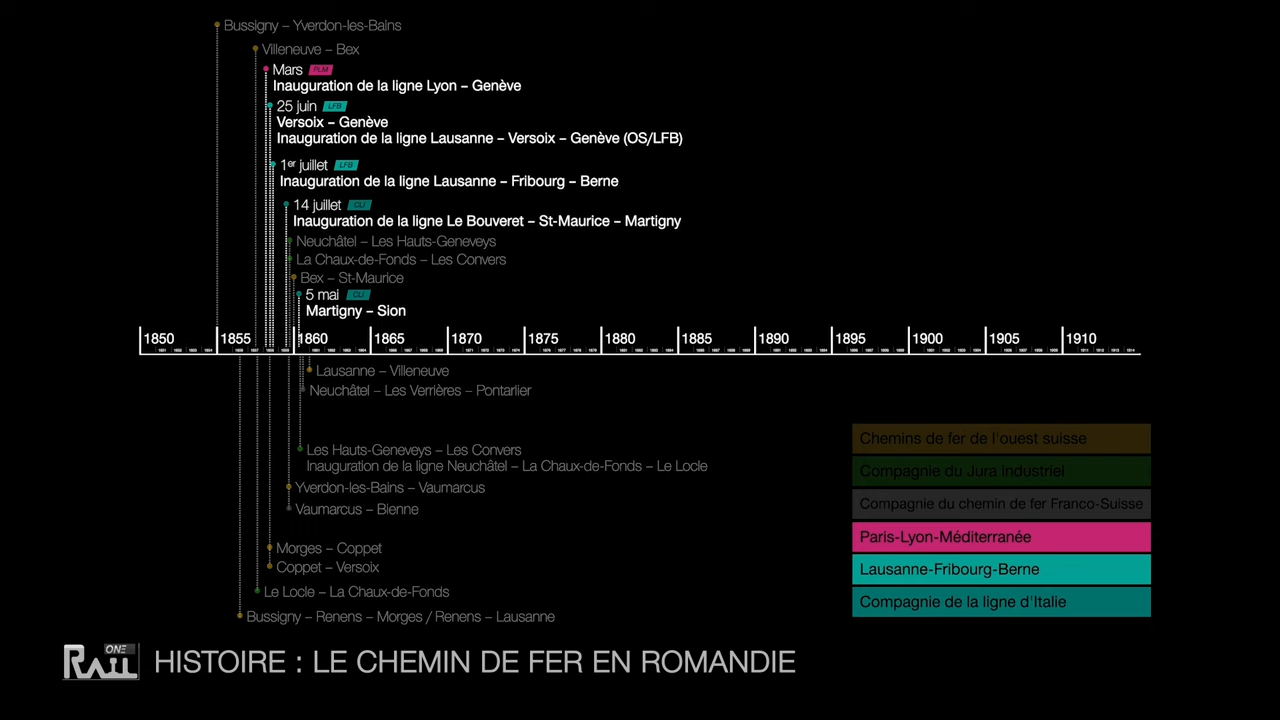 Bussigny – Yverdon-les-Bains
Villeneuve – Bex
Mars PLM
Inauguration de la ligne Lyon – Genève
25 juin LFB
Versoix – Genève
Inauguration de la ligne Lausanne – Versoix – Genève (OS/LFB)
1er juillet LFB
Inauguration de la ligne Lausanne – Fribourg – Berne
14 juillet CLI
Inauguration de la ligne Le Bouveret – St-Maurice – Martigny
Neuchâtel – Les Hauts-Geneveys
La Chaux-de-Fonds – Les Convers
Bex – St-Maurice
5 mai CLI
Martigny – Sion
1850 1855 1860 1865 1870 1875 1880 1885 1890 1895 1900 1905 1910
Lausanne – Villeneuve
Neuchâtel – Les Verrières – Pontarlier
Les Hauts-Geneveys – Les Convers
Inauguration de la ligne Neuchâtel – La Chaux-de-Fonds – Le Locle
Yverdon-les-Bains – Vaumarcus
Vaumarcus – Bienne
Morges – Coppet
Coppet – Versoix
Le Locle – La Chaux-de-Fonds
Bussigny – Renens – Morges / Renens – Lausanne
Chemins de fer de l'ouest suisse
Compagnie du Jura industriel
Compagnie du chemin de fer Franco-Suisse
Paris-Lyon-Méditerranée
Lausanne-Fribourg-Berne
Compagnie de la ligne d'Italie
RAIL ONE
HISTOIRE : LE CHEMIN DE FER EN ROMANDIE